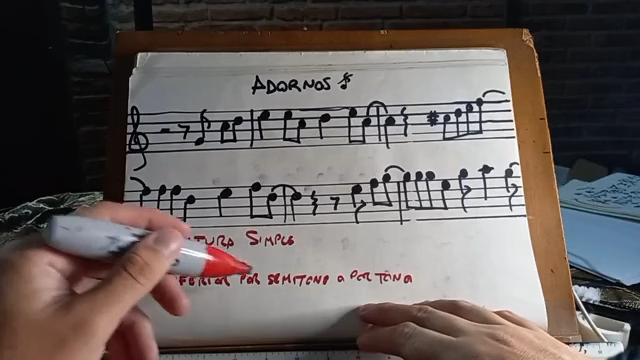 ADORNOS
TURA SIMPLE
FERIOR POR SEMITONO O POR TONO